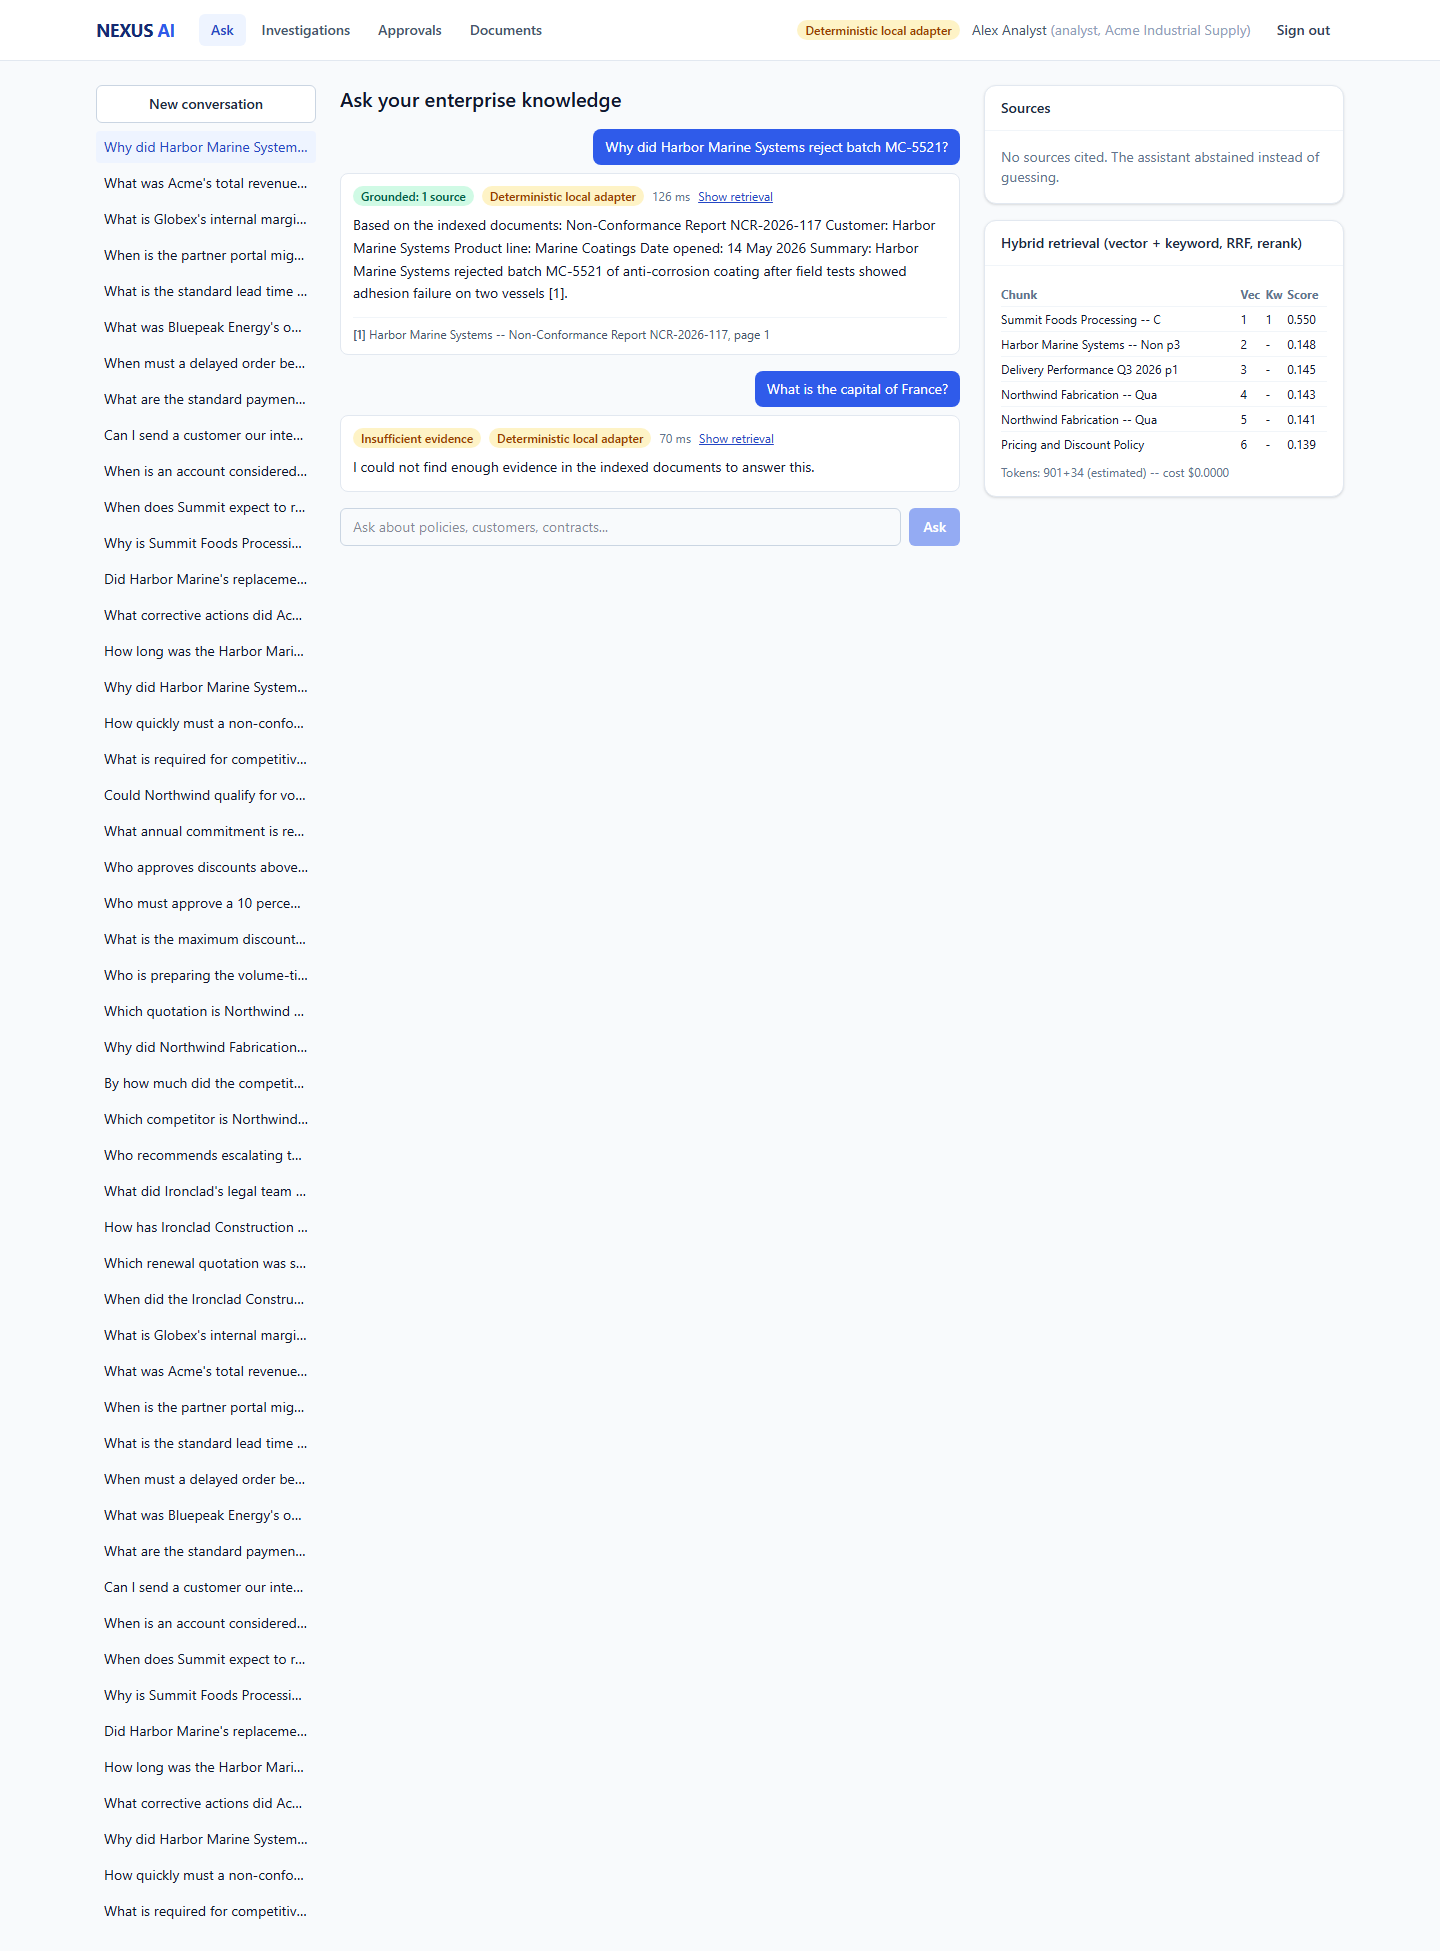 NEXUS AI
Ask
Investigations
Approvals
Documents
Deterministic local adapter
Alex Analyst (analyst, Acme Industrial Supply)
Sign out
New conversation
Why did Harbor Marine System...
What was Acme's total revenue...
What is Globex's internal margi...
When is the partner portal mig...
What is the standard lead time ...
What was Bluepeak Energy's o...
When must a delayed order be...
What are the standard paymen...
Can I send a customer our inte...
When is an account considered...
When does Summit expect to r...
Why is Summit Foods Processi...
Did Harbor Marine's replaceme...
What corrective actions did Ac...
How long was the Harbor Mari...
Why did Harbor Marine System...
How quickly must a non-confo...
What is required for competitiv...
Could Northwind qualify for vo...
What annual commitment is re...
Who approves discounts above...
Who must approve a 10 perce...
What is the maximum discount...
Who is preparing the volume-ti...
Which quotation is Northwind ...
Why did Northwind Fabrication...
By how much did the competit...
Which competitor is Northwind...
Who recommends escalating t...
What did Ironclad's legal team ...
How has Ironclad Construction ...
Which renewal quotation was s...
When did the Ironclad Constru...
What is Globex's internal margi...
What was Acme's total revenue...
When is the partner portal mig...
What is the standard lead time ...
When must a delayed order be...
What was Bluepeak Energy's o...
What are the standard paymen...
Can I send a customer our inte...
When is an account considered...
When does Summit expect to r...
Why is Summit Foods Processi...
Did Harbor Marine's replaceme...
How long was the Harbor Mari...
What corrective actions did Ac...
Why did Harbor Marine System...
How quickly must a non-confo...
What is required for competitiv...
Ask your enterprise knowledge
Why did Harbor Marine Systems reject batch MC-5521?
Grounded: 1 source Deterministic local adapter 126 ms Show retrieval
Based on the indexed documents: Non-Conformance Report NCR-2026-117 Customer: Harbor
Marine Systems Product line: Marine Coatings Date opened: 14 May 2026 Summary: Harbor
Marine Systems rejected batch MC-5521 of anti-corrosion coating after field tests showed
adhesion failure on two vessels [1].
[1] Harbor Marine Systems -- Non-Conformance Report NCR-2026-117, page 1
What is the capital of France?
Insufficient evidence Deterministic local adapter 70 ms Show retrieval
I could not find enough evidence in the indexed documents to answer this.
Ask about policies, customers, contracts...
Ask
Sources
No sources cited. The assistant abstained instead of
guessing.
Hybrid retrieval (vector + keyword, RRF, rerank)
Chunk Vec Kw Score
Summit Foods Processing -- C 1 1 0.550
Harbor Marine Systems -- Non p3 2 - 0.148
Delivery Performance Q3 2026 p1 3 - 0.145
Northwind Fabrication -- Qua 4 - 0.143
Northwind Fabrication -- Qua 5 - 0.141
Pricing and Discount Policy 6 - 0.139
Tokens: 901+34 (estimated) -- cost $0.0000